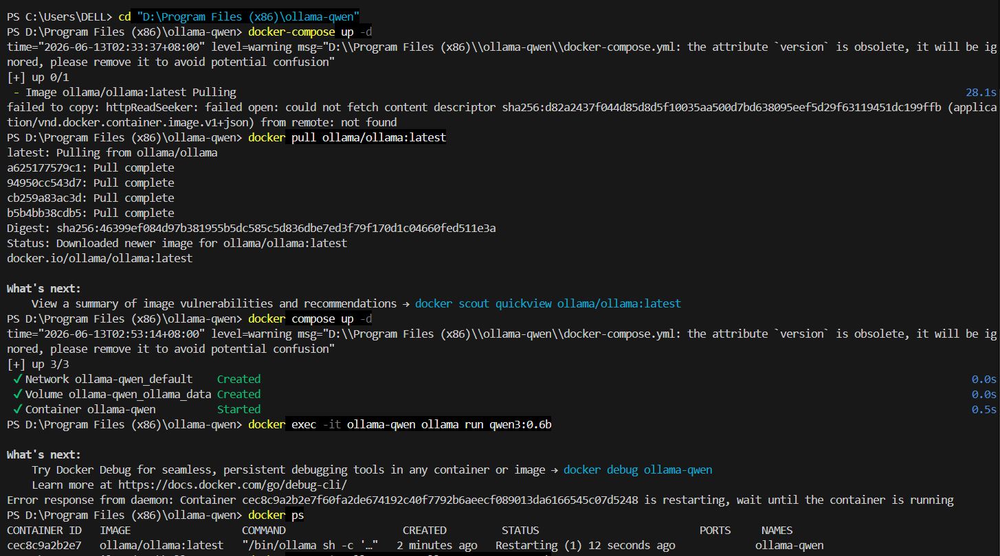 PS C:\Users\DELL> cd "D:\Program Files (x86)\ollama-qwen"
PS D:\Program Files (x86)\ollama-qwen> docker-compose up -d
time="2026-06-13T02:33:37+08:00" level=warning msg="D:\\Program Files (x86)\\ollama-qwen\\docker-compose.yml: the attribute `version` is obsolete, it will be ig
nored, please remove it to avoid potential confusion"
[+] up 0/1
 - Image ollama/ollama:latest Pulling 28.1s
failed to copy: httpReadSeeker: failed open: could not fetch content descriptor sha256:d82a2437f044d85d8d5f10035aa500d7bd638095eef5d29f63119451dc199ffb (applica
tion/vnd.docker.container.image.v1+json) from remote: not found
PS D:\Program Files (x86)\ollama-qwen> docker pull ollama/ollama:latest
latest: Pulling from ollama/ollama
a625177579c1: Pull complete
94950cc543d7: Pull complete
cb259a83ac3d: Pull complete
b5b4bb38cdb5: Pull complete
Digest: sha256:46399ef084d97b381955b5dc585c5d836dbe7ed3f79f170d1c04660fed511e3a
Status: Downloaded newer image for ollama/ollama:latest
docker.io/ollama/ollama:latest
What's next:
    View a summary of image vulnerabilities and recommendations → docker scout quickview ollama/ollama:latest
PS D:\Program Files (x86)\ollama-qwen> docker compose up -d
time="2026-06-13T02:53:14+08:00" level=warning msg="D:\\Program Files (x86)\\ollama-qwen\\docker-compose.yml: the attribute `version` is obsolete, it will be ig
nored, please remove it to avoid potential confusion"
[+] up 3/3
 ✓ Network ollama-qwen_default    Created 0.0s
 ✓ Volume ollama-qwen_ollama_data Created 0.0s
 ✓ Container ollama-qwen          Started 0.5s
PS D:\Program Files (x86)\ollama-qwen> docker exec -it ollama-qwen ollama run qwen3:0.6b
What's next:
    Try Docker Debug for seamless, persistent debugging tools in any container or image → docker debug ollama-qwen
    Learn more at https://docs.docker.com/go/debug-cli/
Error response from daemon: Container cec8c9a2b2e7f60fa2de674192c40f7792b6aeecf089013da6166545c07d5248 is restarting, wait until the container is running
PS D:\Program Files (x86)\ollama-qwen> docker ps
CONTAINER ID   IMAGE                  COMMAND                  CREATED         STATUS                          PORTS     NAMES
cec8c9a2b2e7   ollama/ollama:latest   "/bin/ollama sh -c '…"   2 minutes ago   Restarting (1) 12 seconds ago             ollama-qwen